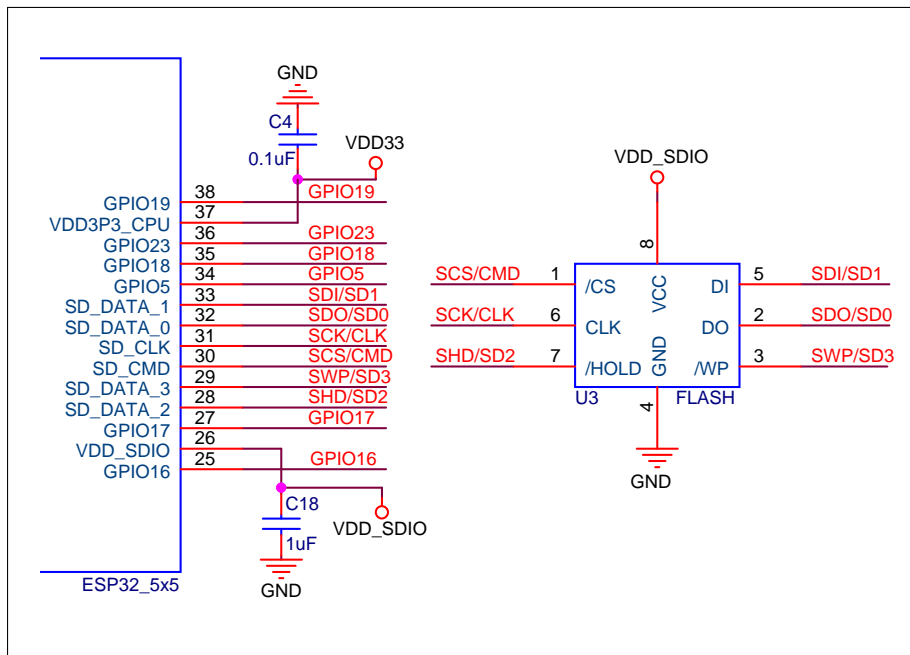 GND
C4
0.1uF
VDD33
GPIO19 38 GPIO19
VDD3P3_CPU 37
GPIO23 36 GPIO23
GPIO18 35 GPIO18
GPIO5 34 GPIO5
SD_DATA_1 33 SDI/SD1
SD_DATA_0 32 SDO/SD0
SD_CLK 31 SCK/CLK
SD_CMD 30 SCS/CMD
SD_DATA_3 29 SWP/SD3
SD_DATA_2 28 SHD/SD2
GPIO17 27 GPIO17
VDD_SDIO 26
GPIO16 25 GPIO16
C18
1uF
VDD_SDIO
GND
ESP32_5x5
VDD_SDIO
8
VCC
SCS/CMD 1 /CS DI 5 SDI/SD1
SCK/CLK 6 CLK DO 2 SDO/SD0
SHD/SD2 7 /HOLD /WP 3 SWP/SD3
GND
U3 FLASH
4
GND